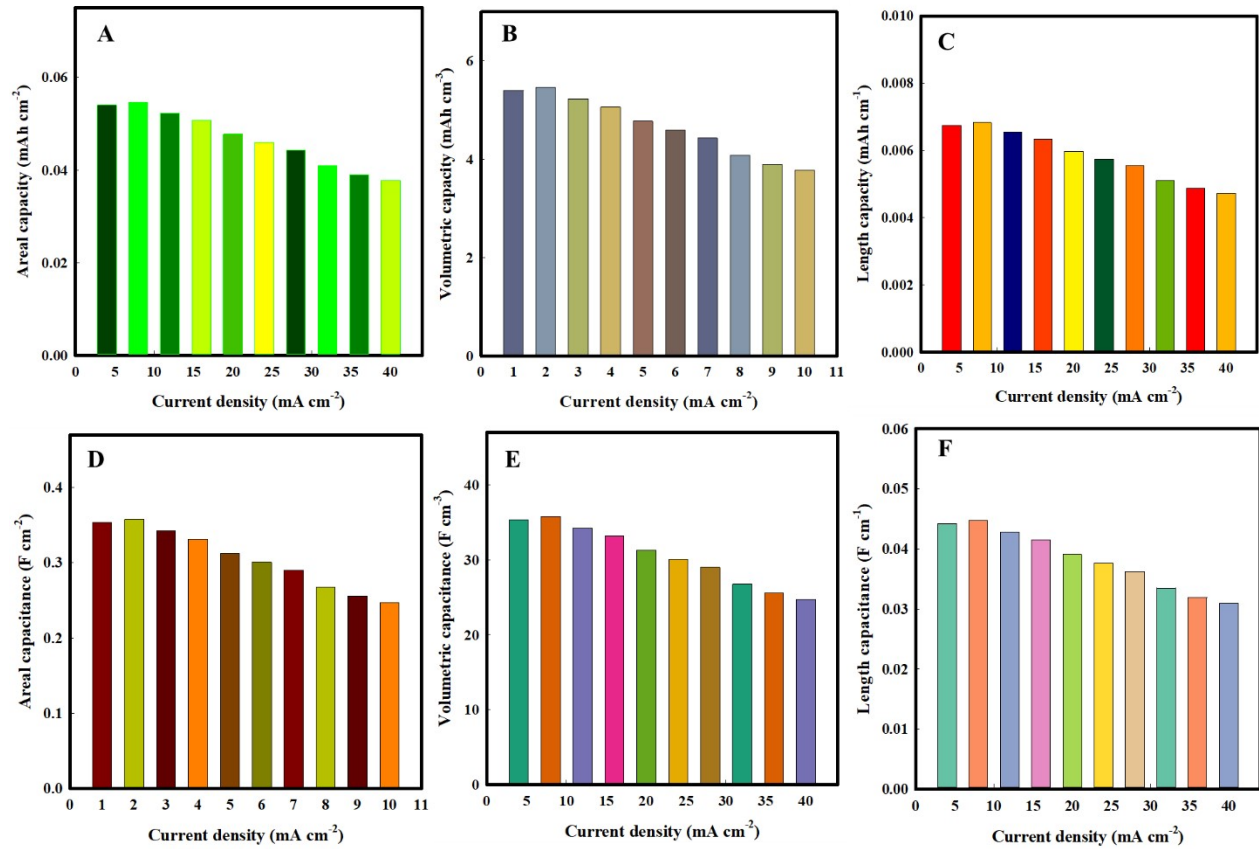 A
Areal capacity (mAh cm⁻²)
0.06
0.04
0.02
0.00
0 5 10 15 20 25 30 35 40
Current density (mA cm⁻²)
B
Volumetric capacity (mAh cm⁻³)
6
4
2
0
0 1 2 3 4 5 6 7 8 9 10 11
Current density (mA cm⁻²)
C
Length capacity (mAh cm⁻¹)
0.010
0.008
0.006
0.004
0.002
0.000
0 5 10 15 20 25 30 35 40
Current density (mA cm⁻²)
D
Areal capacitance (F cm⁻²)
0.4
0.3
0.2
0.1
0.0
0 1 2 3 4 5 6 7 8 9 10 11
Current density (mA cm⁻²)
E
Volumetric capacitance (F cm⁻³)
40
30
20
10
0
0 5 10 15 20 25 30 35 40
Current density (mA cm⁻²)
F
Length capacitance (F cm⁻¹)
0.06
0.05
0.04
0.03
0.02
0.01
0.00
0 5 10 15 20 25 30 35 40
Current density (mA cm⁻²)